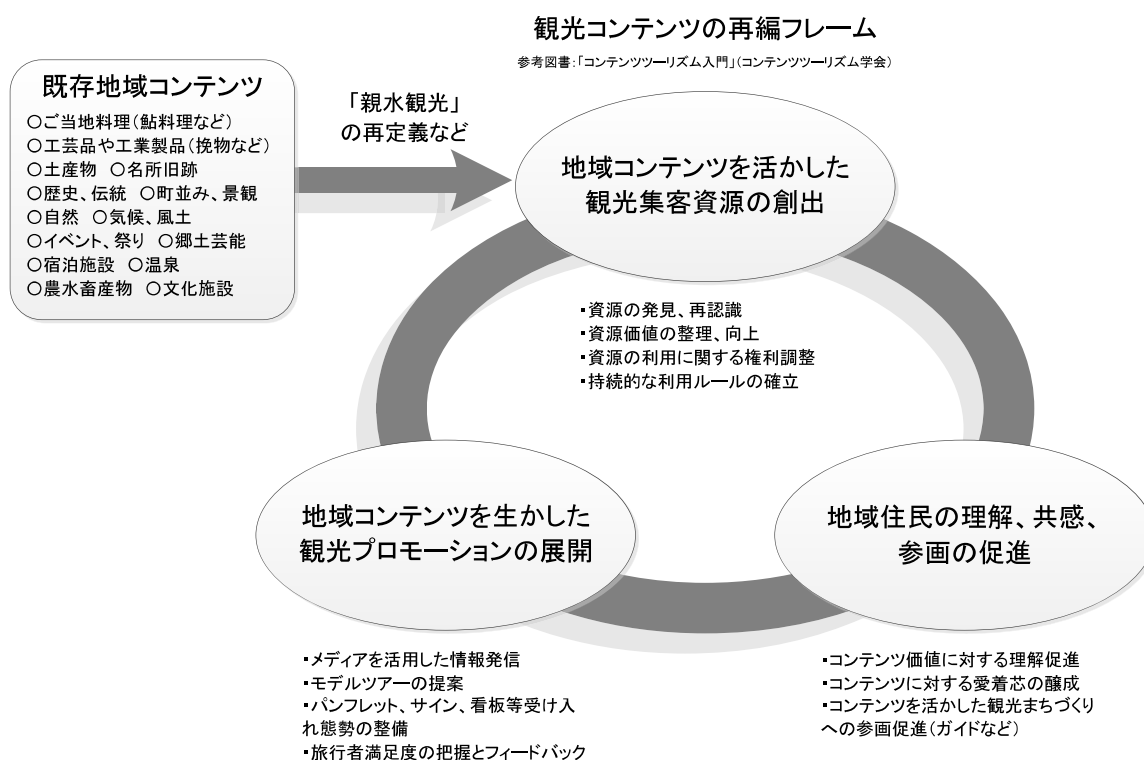 観光コンテンツの再編フレーム
参考図書:「コンテンツツーリズム入門」(コンテンツツーリズム学会)
既存地域コンテンツ
○ご当地料理(鮎料理など)
○工芸品や工業製品(挽物など)
○土産物 ○名所旧跡
○歴史、伝統 ○町並み、景観
○自然 ○気候、風土
○イベント、祭り ○郷土芸能
○宿泊施設 ○温泉
○農水畜産物 ○文化施設
「親水観光」
の再定義など
地域コンテンツを活かした
観光集客資源の創出
・資源の発見、再認識
・資源価値の整理、向上
・資源の利用に関する権利調整
・持続的な利用ルールの確立
地域コンテンツを生かした
観光プロモーションの展開
・メディアを活用した情報発信
・モデルツアーの提案
・パンフレット、サイン、看板等受け入
れ態勢の整備
・旅行者満足度の把握とフィードバック
地域住民の理解、共感、
参画の促進
・コンテンツ価値に対する理解促進
・コンテンツに対する愛着芯の醸成
・コンテンツを活かした観光まちづくり
への参画促進(ガイドなど)